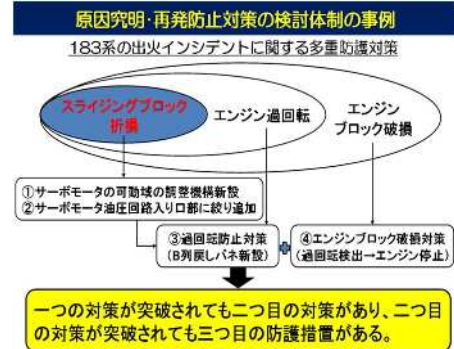 原因究明･再発防止対策の検討体制の事例
183系の出火インシデントに関する多重防護対策
スライジングブロック
折損
エンジン過回転
エンジン
ブロック破損
①サーボモータの可動域の調整機構新設
②サーボモータ油圧回路入り口部に絞り追加
③過回転防止対策
(B列戻しバネ新設)
④エンジンブロック破損対策
(過回転検出→エンジン停止)
一つの対策が突破されても二つ目の対策があり、二つ目
の対策が突破されても三つ目の防護措置がある。